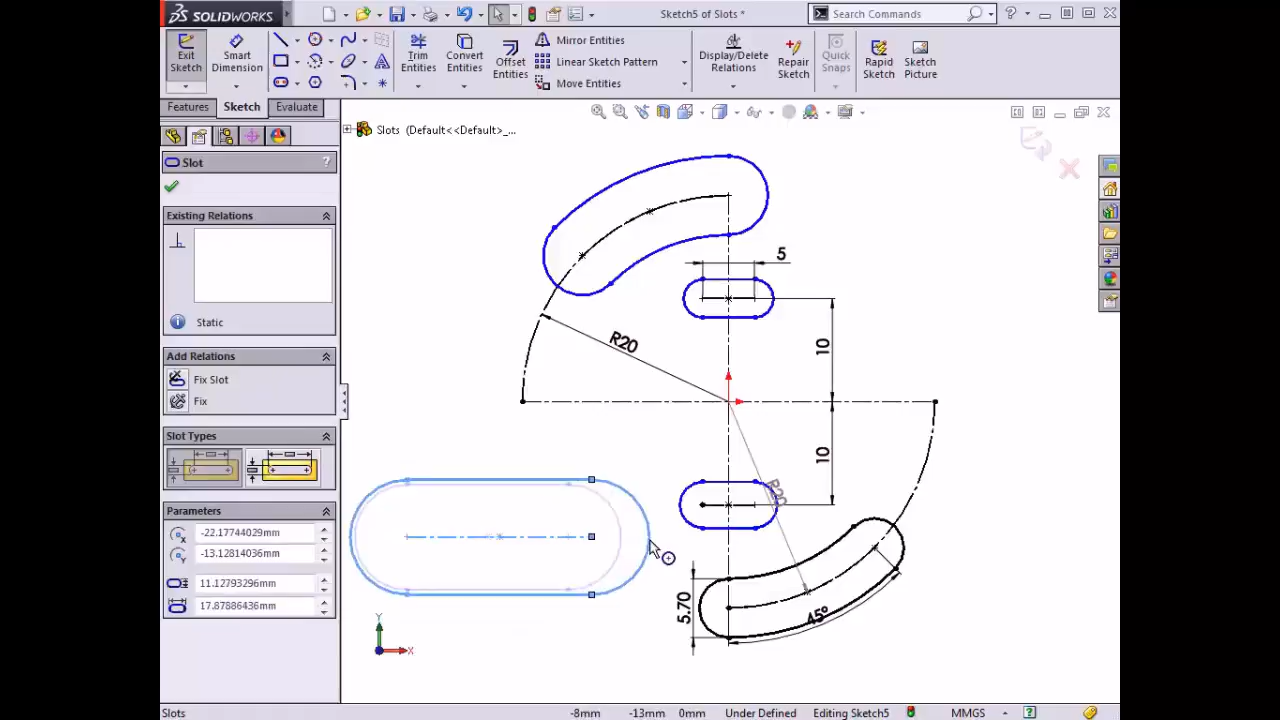 SOLIDWORKS
Sketch5 of Slots *
Search Commands
Exit Sketch
Smart Dimension
Trim Entities
Convert Entities
Offset Entities
Mirror Entities
Linear Sketch Pattern
Move Entities
Display/Delete Relations
Repair Sketch
Quick Snaps
Rapid Sketch
Sketch Picture
Features
Sketch
Evaluate
Slots (Default<<Default>_...
Slot
?
Existing Relations
Static
Add Relations
Fix Slot
Fix
Slot Types
Parameters
-22.17744029mm
-13.12814036mm
11.12793296mm
17.87886436mm
5
R20
10
10
R20
5.70
45°
Y
X
Slots
-8mm
-13mm
0mm
Under Defined
Editing Sketch5
MMGS